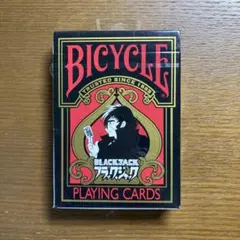 BICYCLE
TRUSTED SINCE 1885
BLACK JACK
ブラック・ジャック
PLAYING CARDS